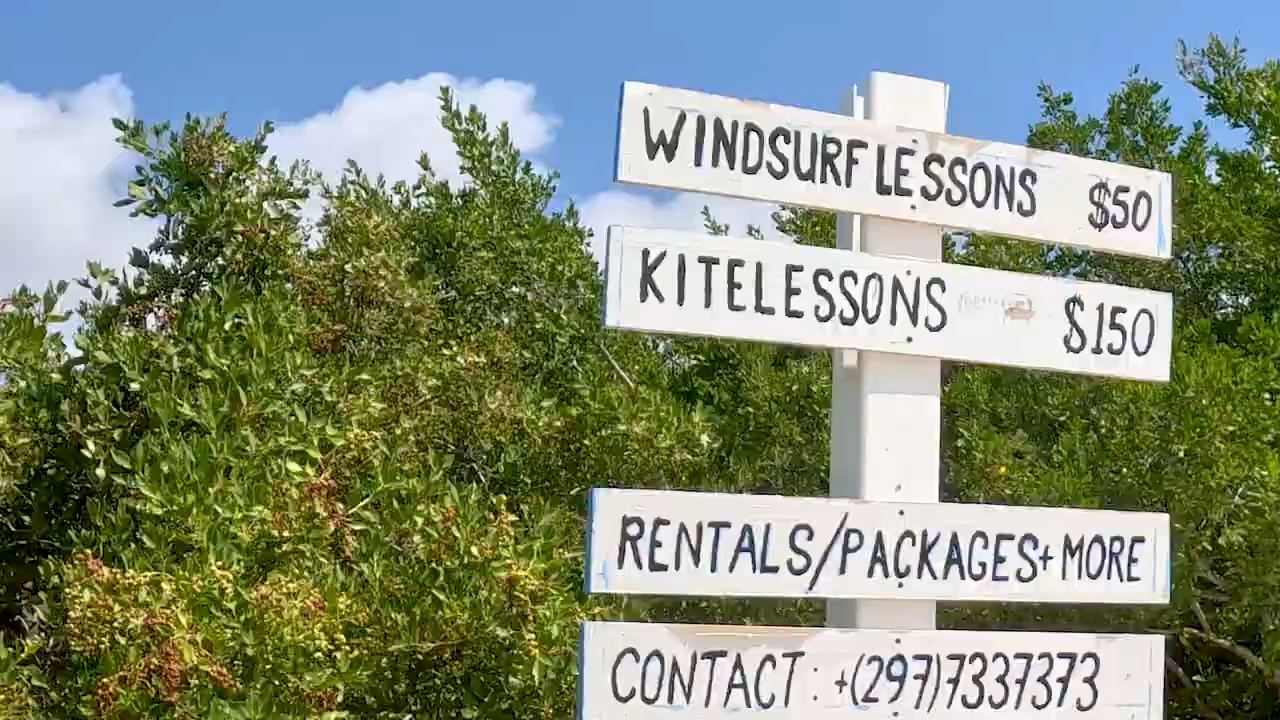 WINDSURF LESSONS $50
KITELESSONS $150
RENTALS/PACKAGES+ MORE
CONTACT: +(297)7337373